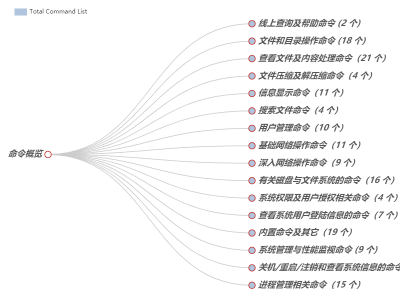 Total Command List
线上查询及帮助命令 (2 个)
文件和目录操作命令 (18 个)
查看文件及内容处理命令（21 个）
文件压缩及解压缩命令（4 个）
信息显示命令（11 个）
搜索文件命令（4 个）
用户管理命令（10 个）
基础网络操作命令（11 个）
命令概览
深入网络操作命令（9 个）
有关磁盘与文件系统的命令（16 个）
系统权限及用户授权相关命令（4 个）
查看系统用户登陆信息的命令（7 个）
内置命令及其它（19 个）
系统管理与性能监视命令 (9 个)
关机/重启/注销和查看系统信息的命令
进程管理相关命令（15 个）